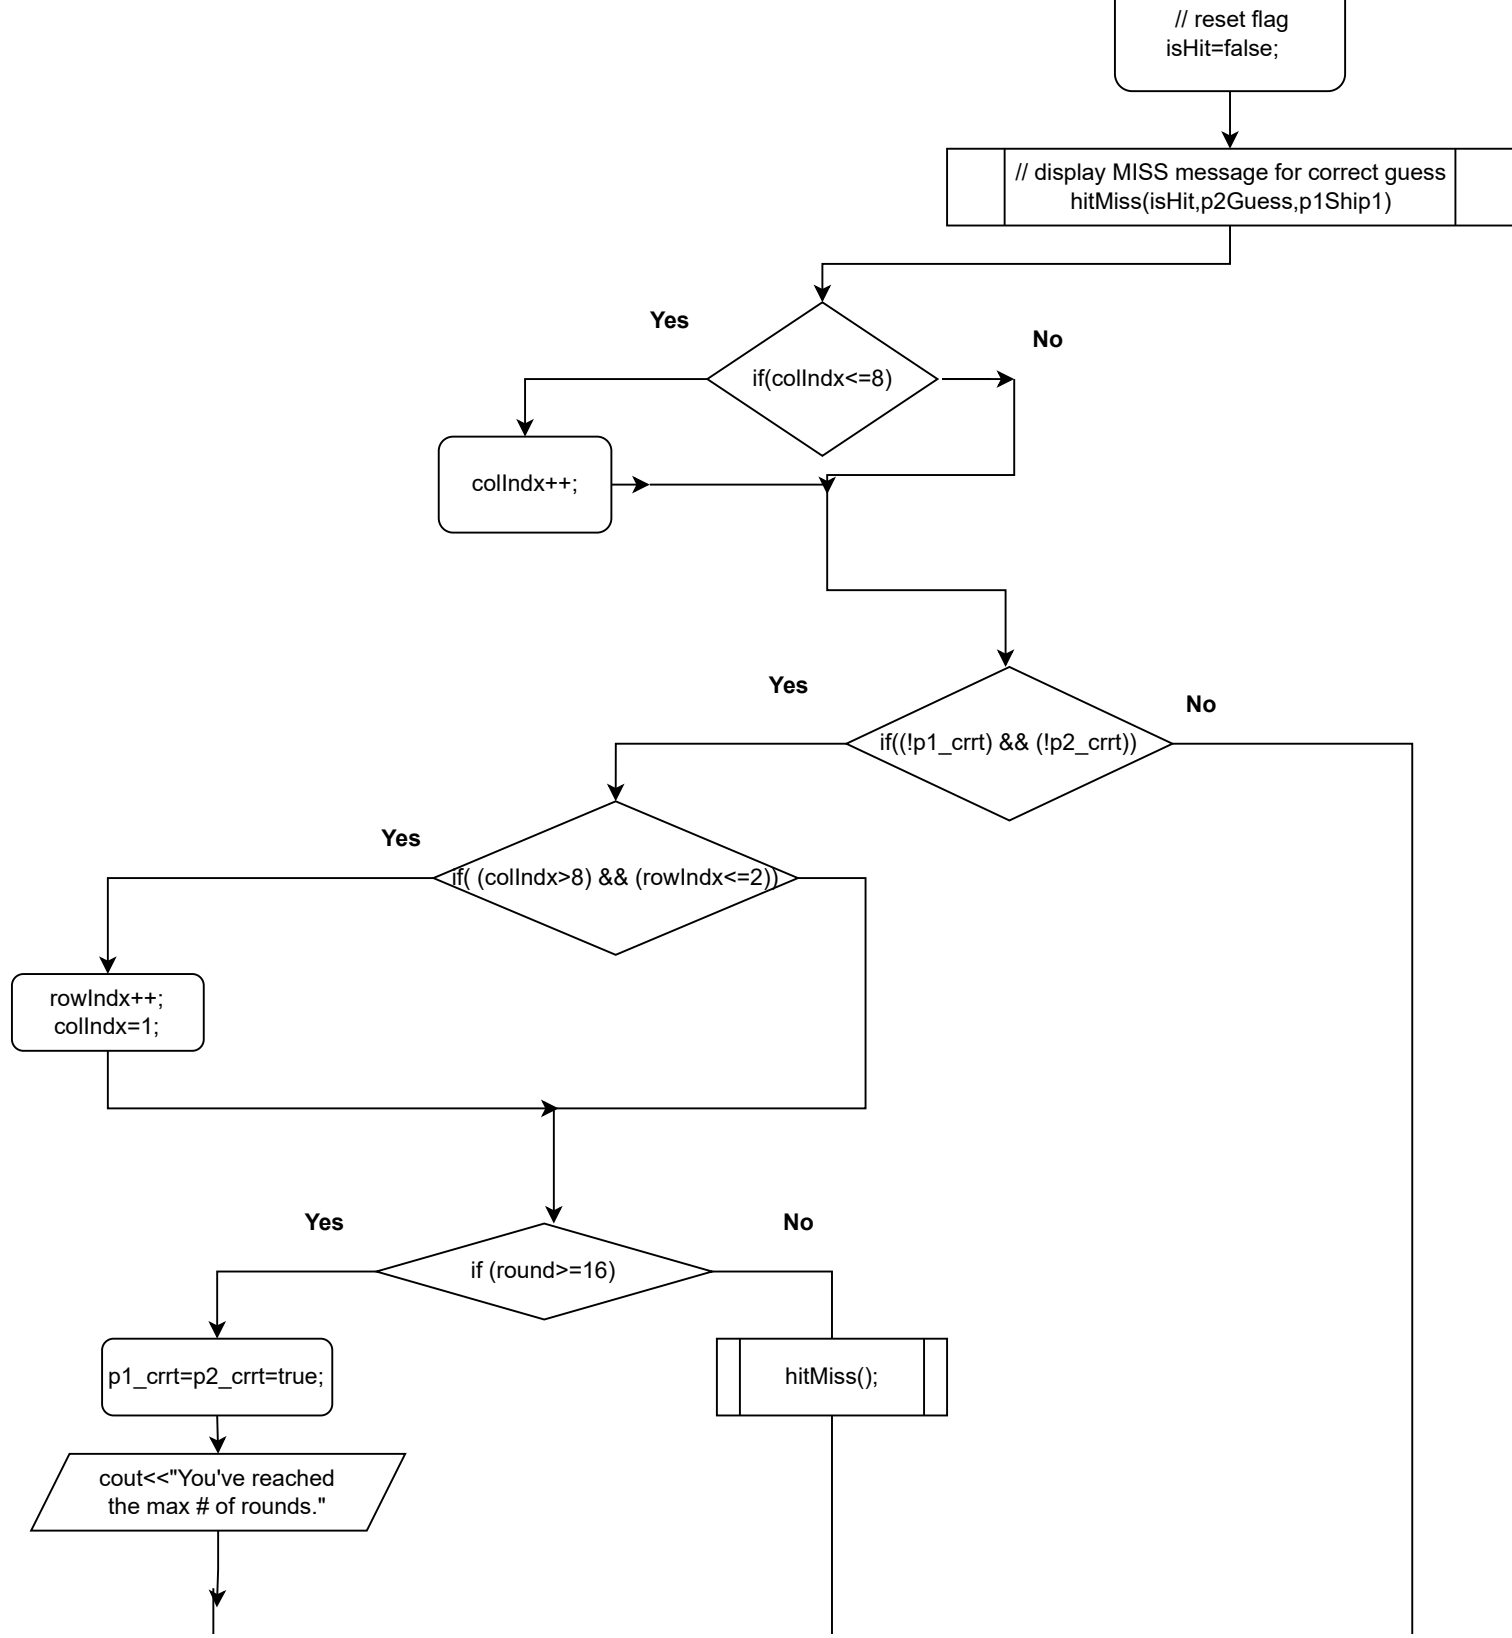 // reset flag
isHit=false;
// display MISS message for correct guess
hitMiss(isHit,p2Guess,p1Ship1)
Yes
No
if(colIndx<=8)
colIndx++;
Yes
No
if((!p1_crrt) && (!p2_crrt))
Yes
if( (colIndx>8) && (rowIndx<=2))
rowIndx++;
colIndx=1;
Yes
No
if (round>=16)
p1_crrt=p2_crrt=true;
hitMiss();
cout<<"You've reached
the max # of rounds."